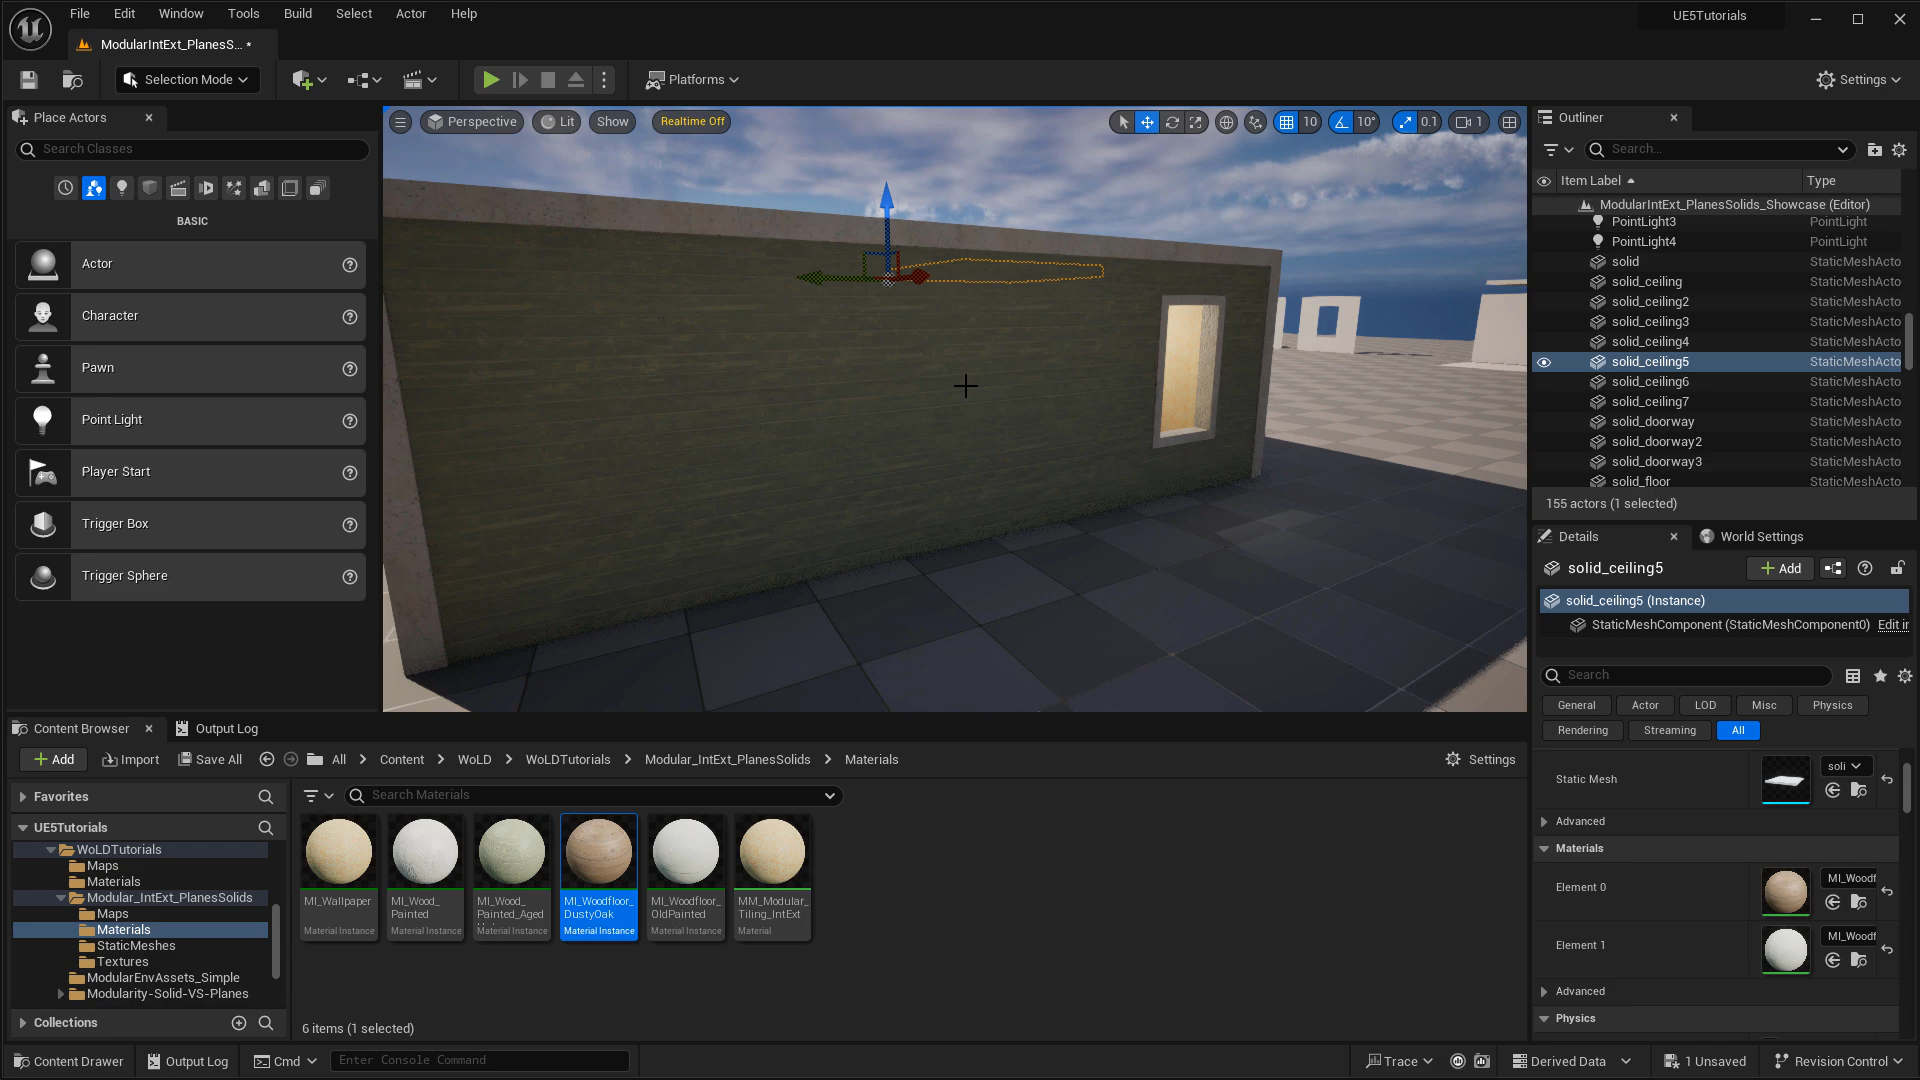 File Edit Window Tools Build Select Actor Help
UE5Tutorials
ModularIntExt_PlanesS... •
Selection Mode
Platforms
Settings
Place Actors
Search Classes
BASIC
Actor
Character
Pawn
Point Light
Player Start
Trigger Box
Trigger Sphere
Perspective Lit Show Realtime Off
10 10° 0.1 1
Outliner
Search...
Item Label Type
ModularIntExt_PlanesSolids_Showcase (Editor)
PointLight3 PointLight
PointLight4 PointLight
solid StaticMeshActo
solid_ceiling StaticMeshActo
solid_ceiling2 StaticMeshActo
solid_ceiling3 StaticMeshActo
solid_ceiling4 StaticMeshActo
solid_ceiling5 StaticMeshActo
solid_ceiling6 StaticMeshActo
solid_ceiling7 StaticMeshActo
solid_doorway StaticMeshActo
solid_doorway2 StaticMeshActo
solid_doorway3 StaticMeshActo
solid_floor StaticMeshActo
155 actors (1 selected)
Details World Settings
solid_ceiling5 + Add
solid_ceiling5 (Instance)
StaticMeshComponent (StaticMeshComponent0) Edit in
Search
General Actor LOD Misc Physics
Rendering Streaming All
Static Mesh soli
Advanced
Materials
Element 0 MI_Woodf
Element 1 MI_Woodf
Advanced
Physics
Content Browser Output Log
+ Add Import Save All All > Content > WoLD > WoLDTutorials > Modular_IntExt_PlanesSolids > Materials Settings
Favorites
Search Materials
UE5Tutorials
WoLDTutorials
Maps
Materials
Modular_IntExt_PlanesSolids
Maps
Materials
StaticMeshes
Textures
ModularEnvAssets_Simple
Modularity-Solid-VS-Planes
Collections
MI_Wallpaper
Material Instance
MI_Wood_
Painted
Material Instance
MI_Wood_
Painted_Aged
Material Instance
MI_Woodfloor_
DustyOak
Material Instance
MI_Woodfloor_
OldPainted
Material Instance
MM_Modular_
Tiling_IntExt
Material
6 items (1 selected)
Content Drawer Output Log Cmd Enter Console Command Trace Derived Data 1 Unsaved Revision Control